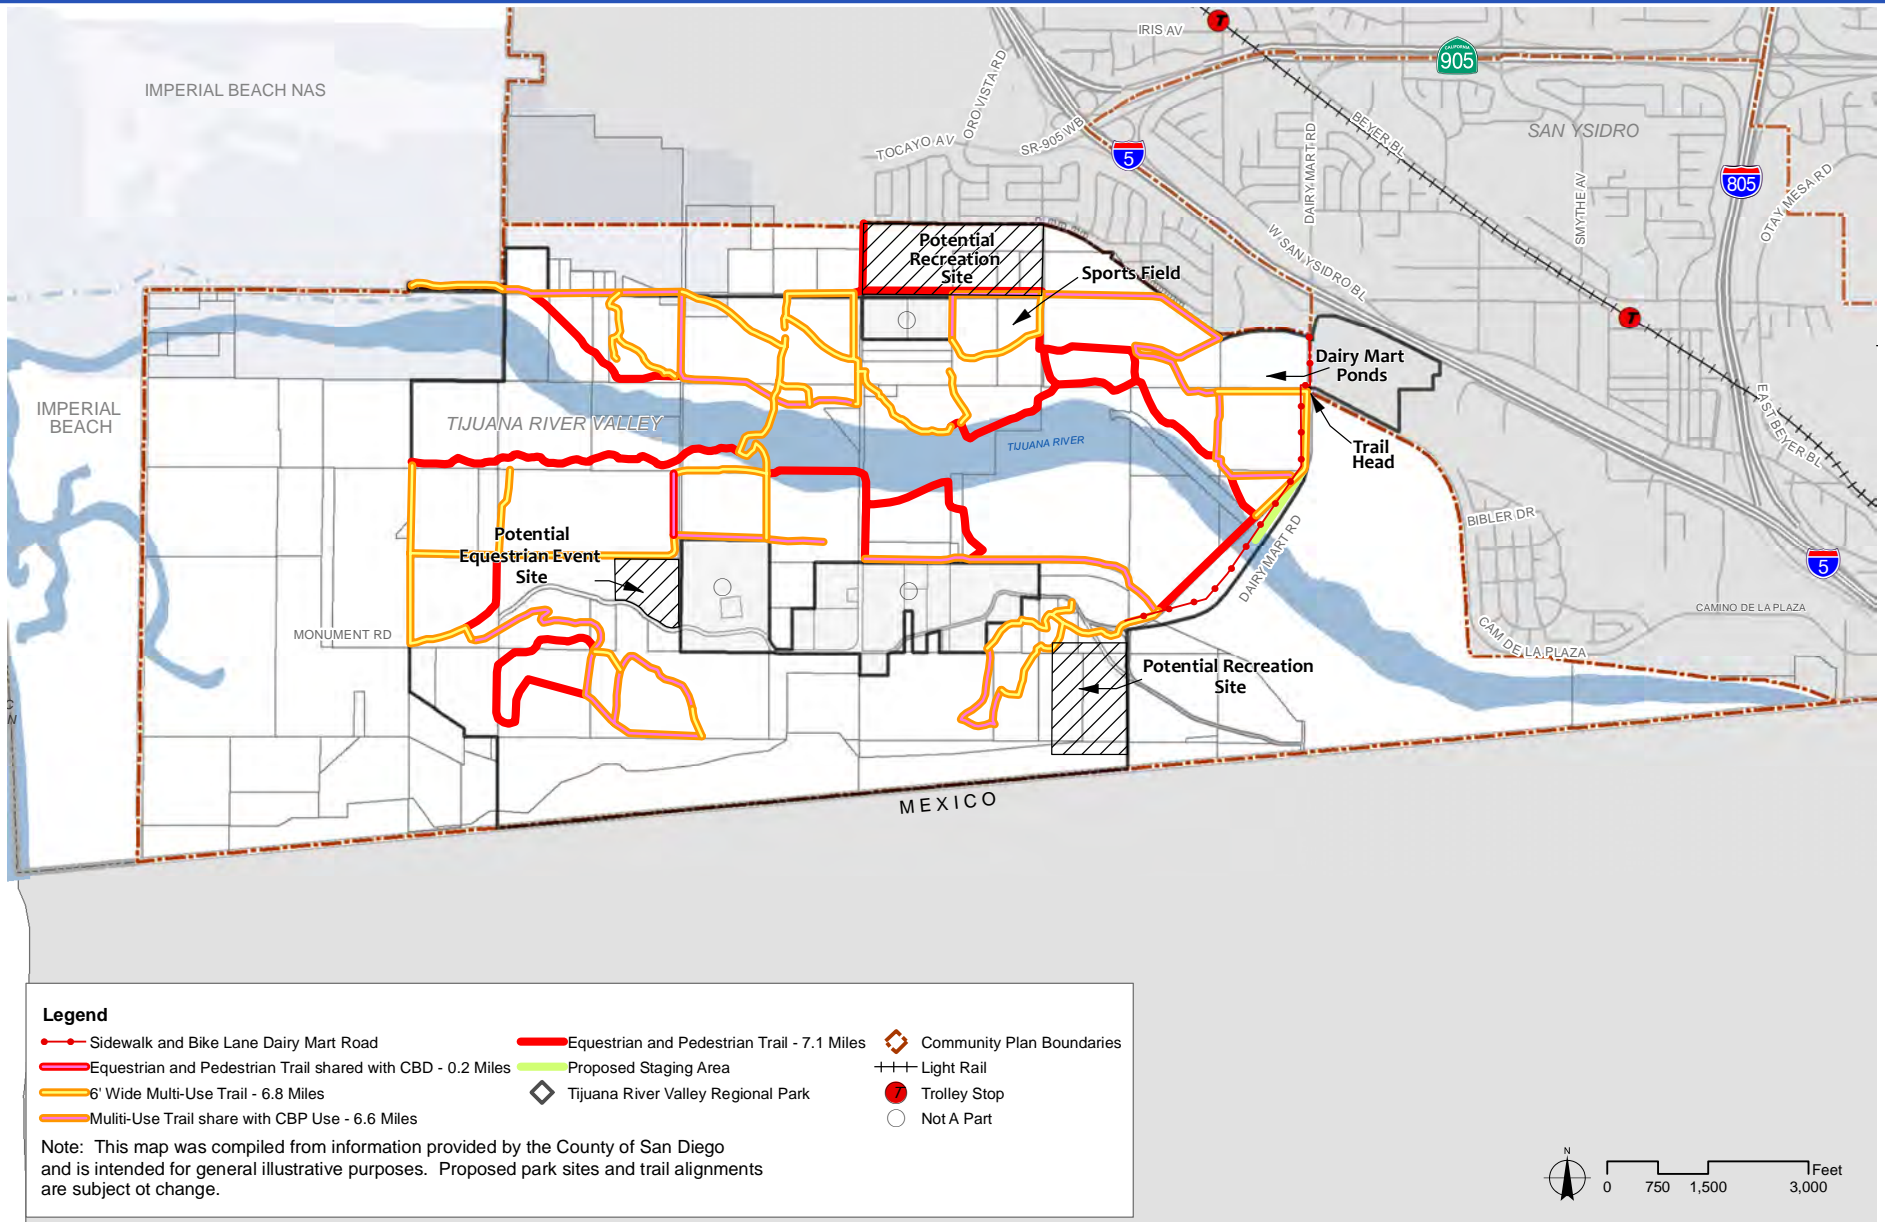 IRIS AV
CALIFORNIA
905
T
IMPERIAL BEACH NAS
OROVISTA RD
TOCAYO AV
SR-905 WB
5
DAIRY MART RD
BEYER BL
SAN YSIDRO
SMYTHE AV
805
OTAY MESA RD
W SAN YSIDRO BL
Potential
Recreation
Site
Sports Field
T
Dairy Mart
Ponds
IMPERIAL
BEACH
TIJUANA RIVER VALLEY
TIJUANA RIVER
Trail
Head
EAST BEYER BL
BIBLER DR
Potential
Equestrian Event
Site
DAIRY MART RD
5
CAMINO DE LA PLAZA
MONUMENT RD
CAM DE LA PLAZA
Potential Recreation
Site
C
N
MEXICO
Legend
Sidewalk and Bike Lane Dairy Mart Road
Equestrian and Pedestrian Trail shared with CBD - 0.2 Miles
6' Wide Multi-Use Trail - 6.8 Miles
Muliti-Use Trail share with CBP Use - 6.6 Miles
Equestrian and Pedestrian Trail - 7.1 Miles
Proposed Staging Area
Tijuana River Valley Regional Park
Community Plan Boundaries
Light Rail
T Trolley Stop
Not A Part
Note: This map was compiled from information provided by the County of San Diego
and is intended for general illustrative purposes. Proposed park sites and trail alignments
are subject ot change.
N
Feet
0 750 1,500 3,000